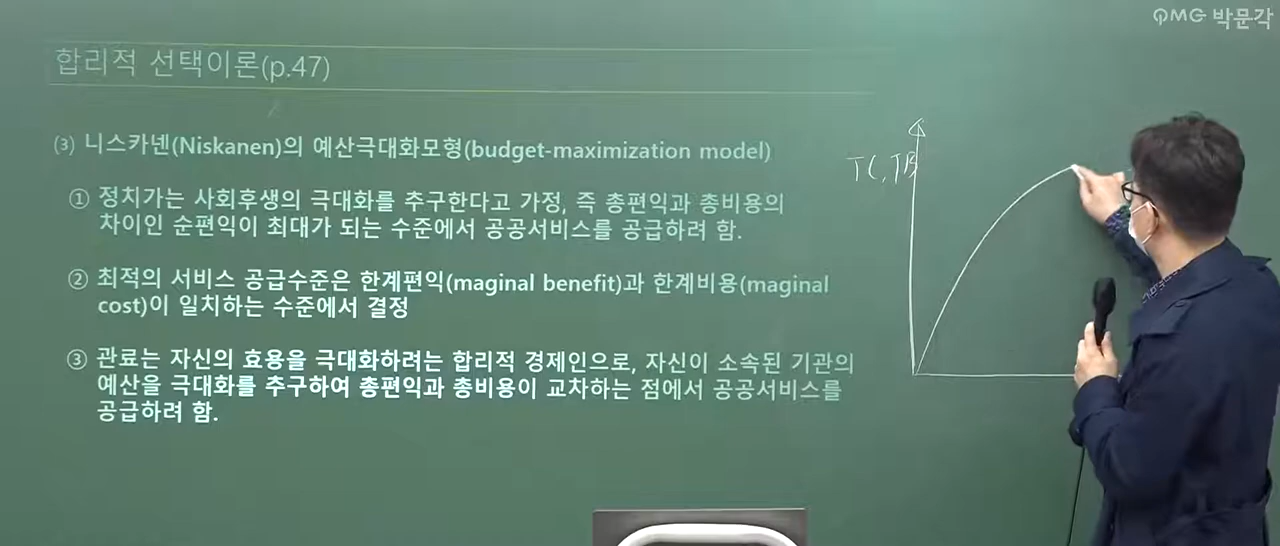 PMG 박문각
합리적 선택이론(p.47)
(3) 니스카넨(Niskanen)의 예산극대화모형(budget-maximization model)
① 정치가는 사회후생의 극대화를 추구한다고 가정, 즉 총편익과 총비용의
차이인 순편익이 최대가 되는 수준에서 공공서비스를 공급하려 함.
② 최적의 서비스 공급수준은 한계편익(maginal benefit)과 한계비용(maginal
cost)이 일치하는 수준에서 결정
③ 관료는 자신의 효용을 극대화하려는 합리적 경제인으로, 자신이 소속된 기관의
예산을 극대화를 추구하여 총편익과 총비용이 교차하는 점에서 공공서비스를
공급하려 함.
TC, TB